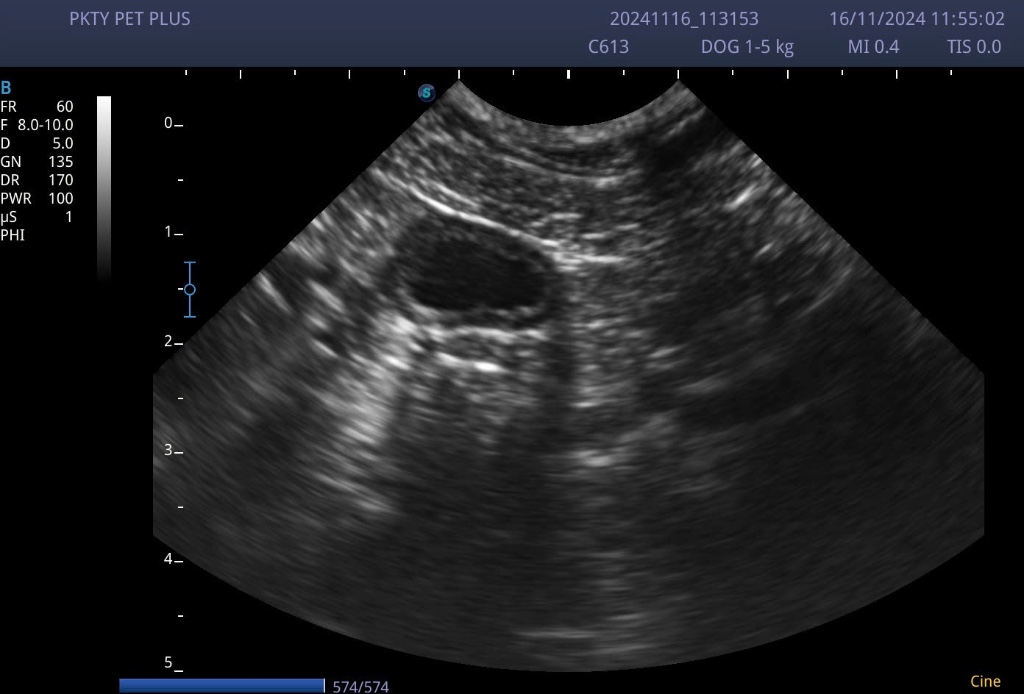 PKTY PET PLUS
20241116_113153
16/11/2024 11:55:02
C613
DOG 1-5 kg
MI 0.4
TIS 0.0
B
FR 60
F 8.0-10.0
D 5.0
GN 135
DR 170
PWR 100
µS 1
PHI
S
0
1
2
3
4
5
574/574
Cine